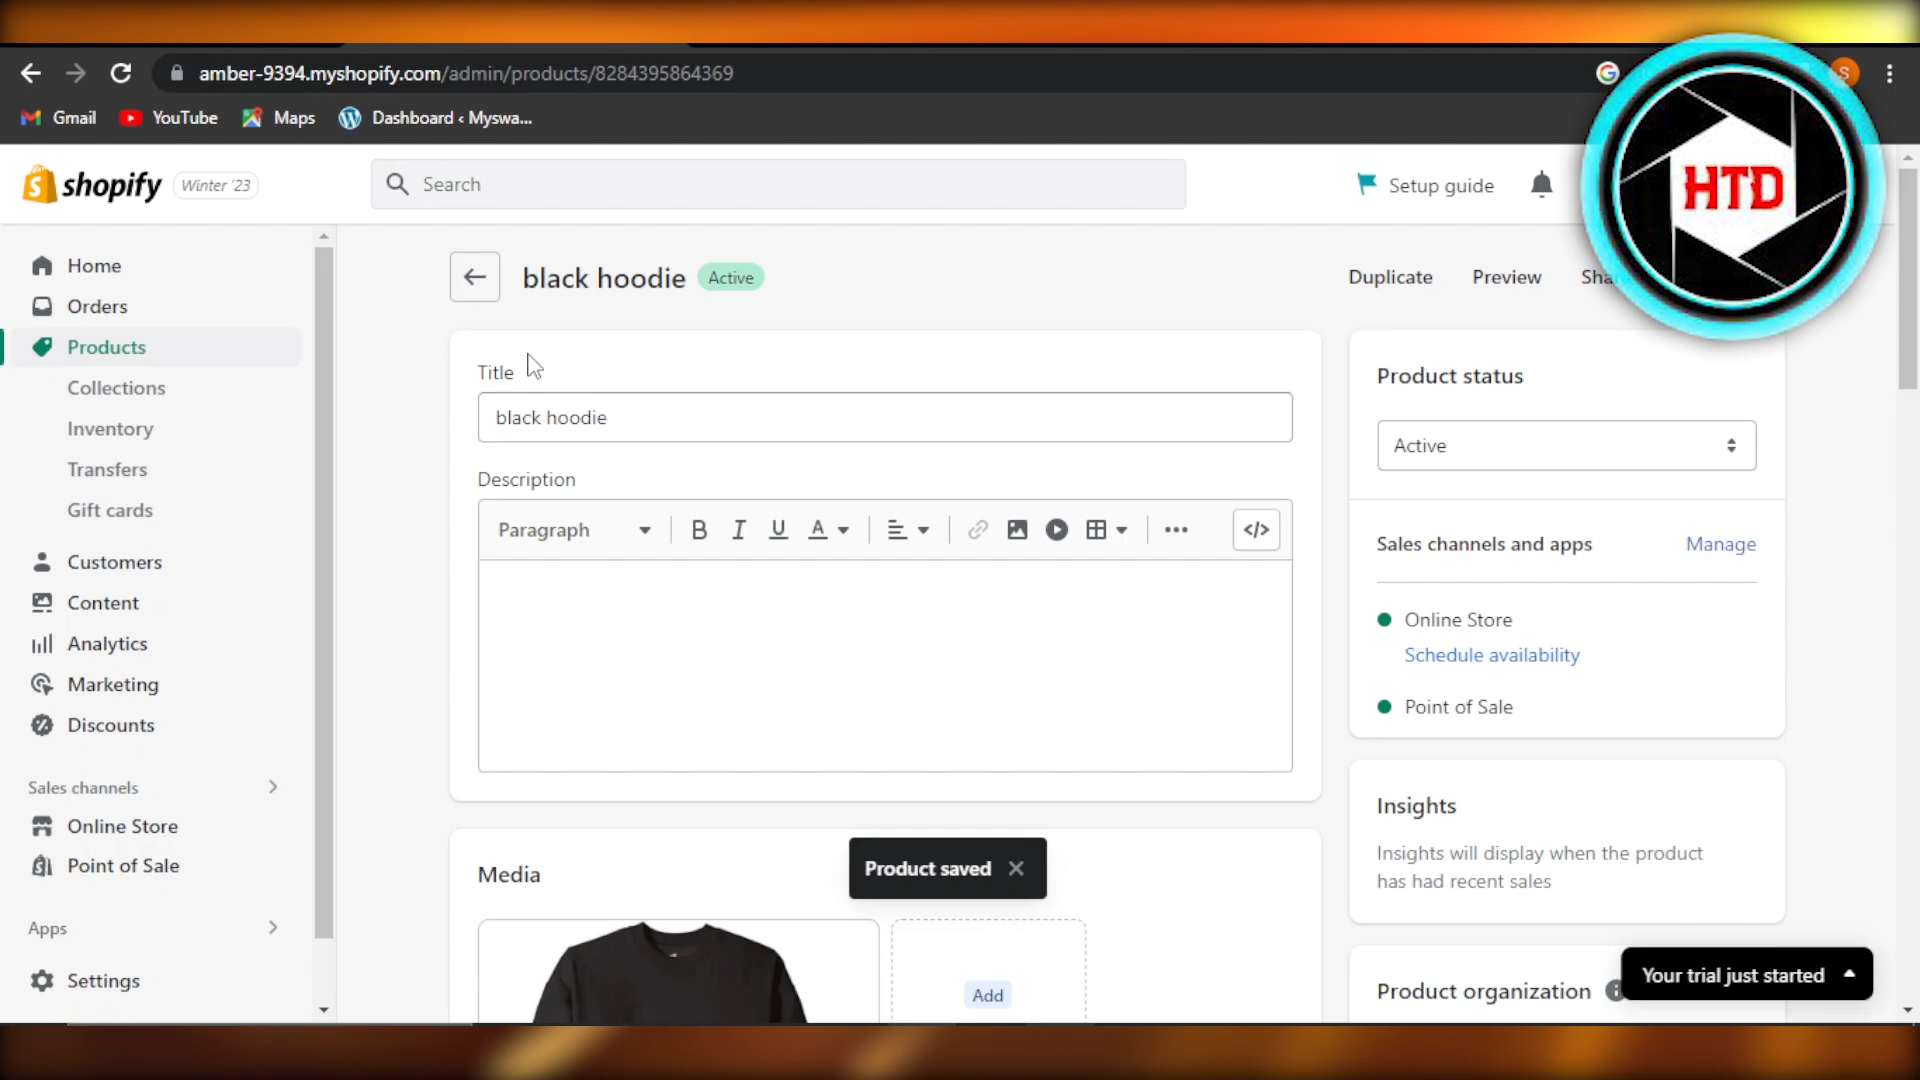 amber-9394.myshopify.com/admin/products/8284395864369
Gmail YouTube Maps Dashboard ‹ Myswa...
shopify Winter '23
Search
Setup guide
HTD
S
Home
Orders
Products
Collections
Inventory
Transfers
Gift cards
Customers
Content
Analytics
Marketing
Discounts
Sales channels
Online Store
Point of Sale
Apps
Settings
black hoodie Active
Duplicate Preview
Title
black hoodie
Description
Paragraph B I U A </>
Media
Add
Product saved
Product status
Active
Sales channels and apps Manage
Online Store
Schedule availability
Point of Sale
Insights
Insights will display when the product
has had recent sales
Product organization
Your trial just started